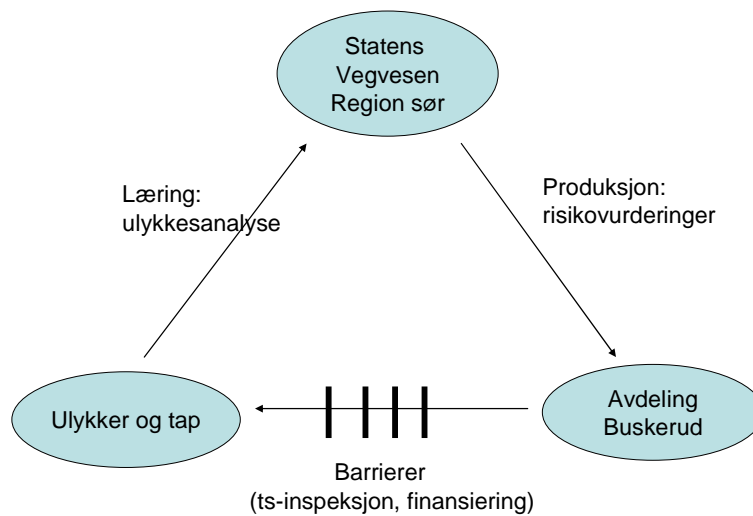 Statens
Vegvesen
Region sør
Læring:
ulykkesanalyse
Produksjon:
risikovurderinger
Ulykker og tap
Avdeling
Buskerud
Barrierer
(ts-inspeksjon, finansiering)